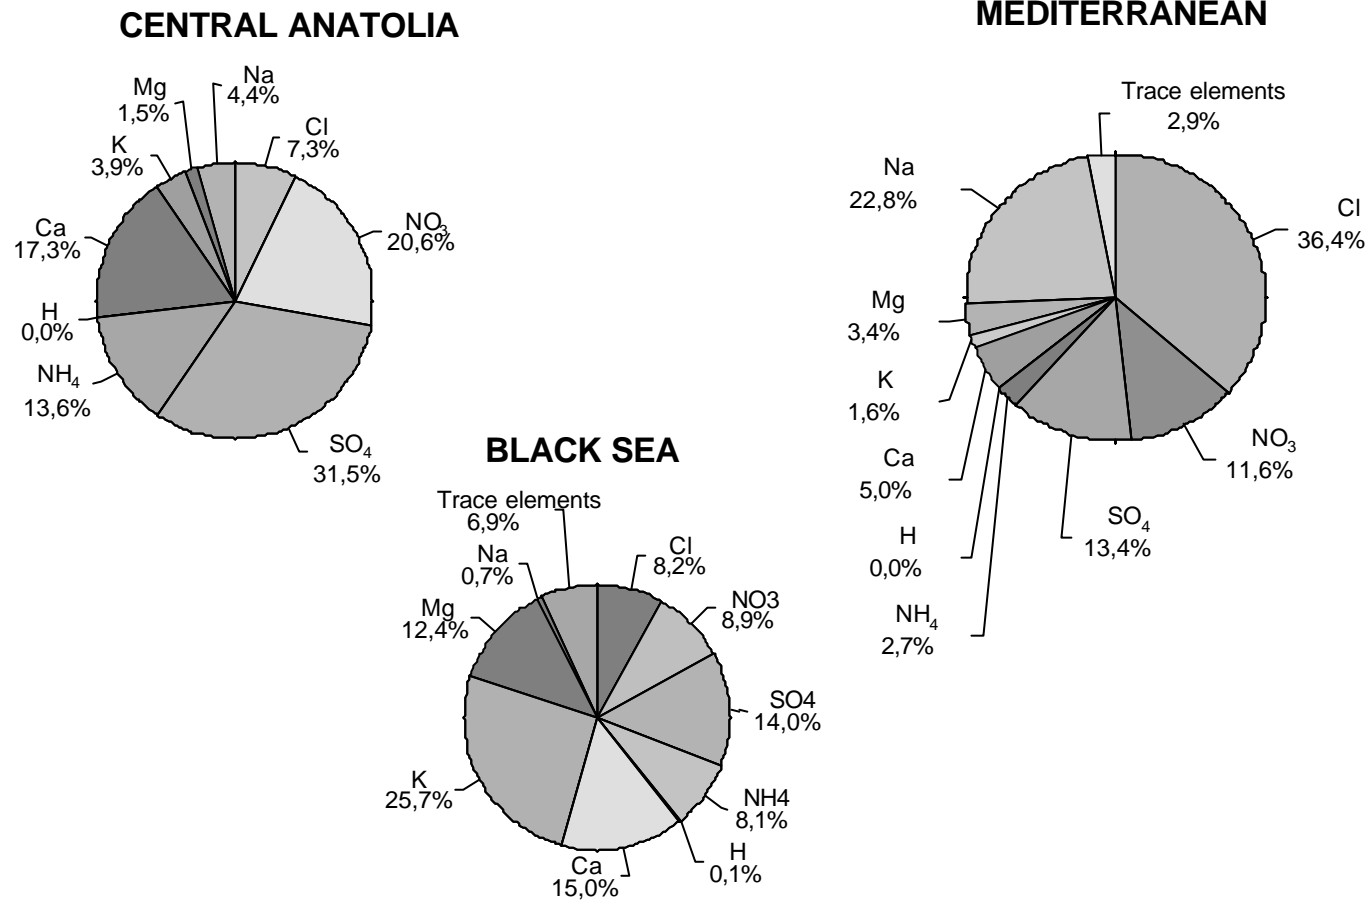 CENTRAL ANATOLIA
Na
4,4%
Mg
1,5%
Cl
7,3%
K
3,9%
NO₃
20,6%
Ca
17,3%
H
0,0%
NH₄
13,6%
SO₄
31,5%
MEDITERRANEAN
Trace elements
2,9%
Na
22,8%
Cl
36,4%
Mg
3,4%
K
1,6%
NO₃
11,6%
Ca
5,0%
SO₄
13,4%
H
0,0%
NH₄
2,7%
BLACK SEA
Trace elements
6,9%
Na
0,7%
Cl
8,2%
Mg
12,4%
NO3
8,9%
SO4
14,0%
K
25,7%
NH4
8,1%
H
0,1%
Ca
15,0%